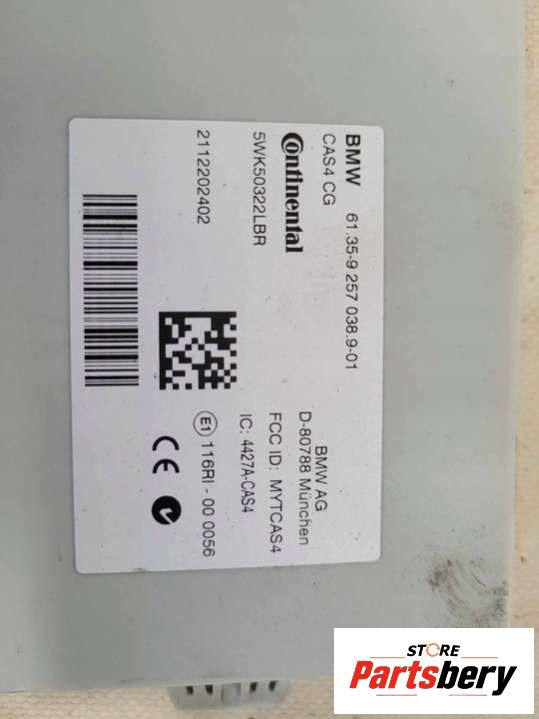 BMW 61.35-9 257 038.9-01
CAS4 CG
Continental
5WK50322LBR
2112202402
BMW AG
D-80788 München
FCC ID: MYTCAS4
IC: 4427A-CAS4
E1 116RI - 00 0056
CE
STORE
Partsbery